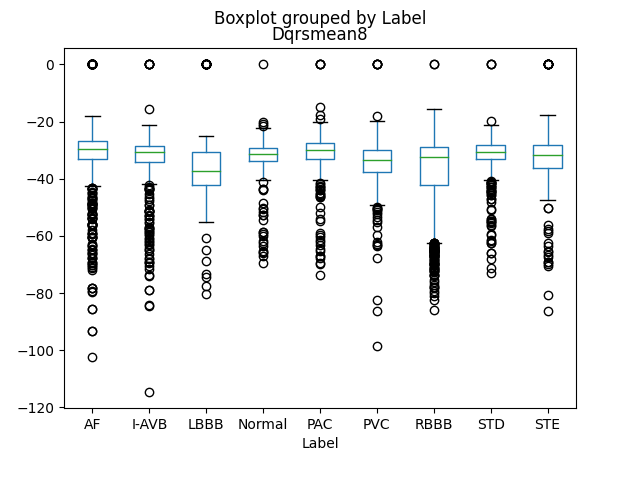 Boxplot grouped by Label
Dqrsmean8
0
−20
−40
−60
−80
−100
−120
AF I-AVB LBBB Normal PAC PVC RBBB STD STE
Label